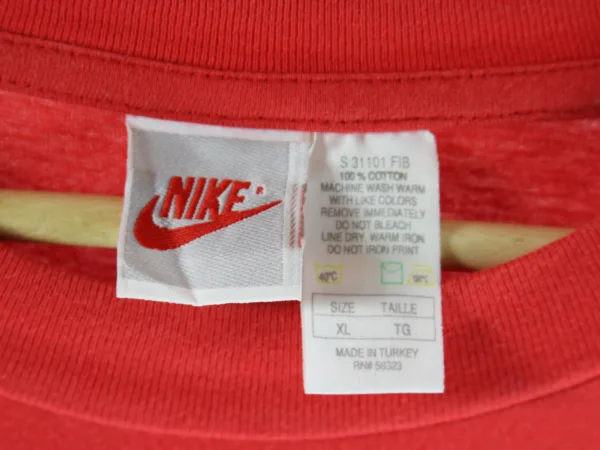 NIKE®
S 31101 FIB
100 % COTTON
MACHINE WASH WARM
WITH LIKE COLORS
REMOVE IMMEDIATELY
DO NOT BLEACH
LINE DRY, WARM IRON
DO NOT IRON PRINT
40°C
SIZE TAILLE
XL TG
MADE IN TURKEY
RN# 56323